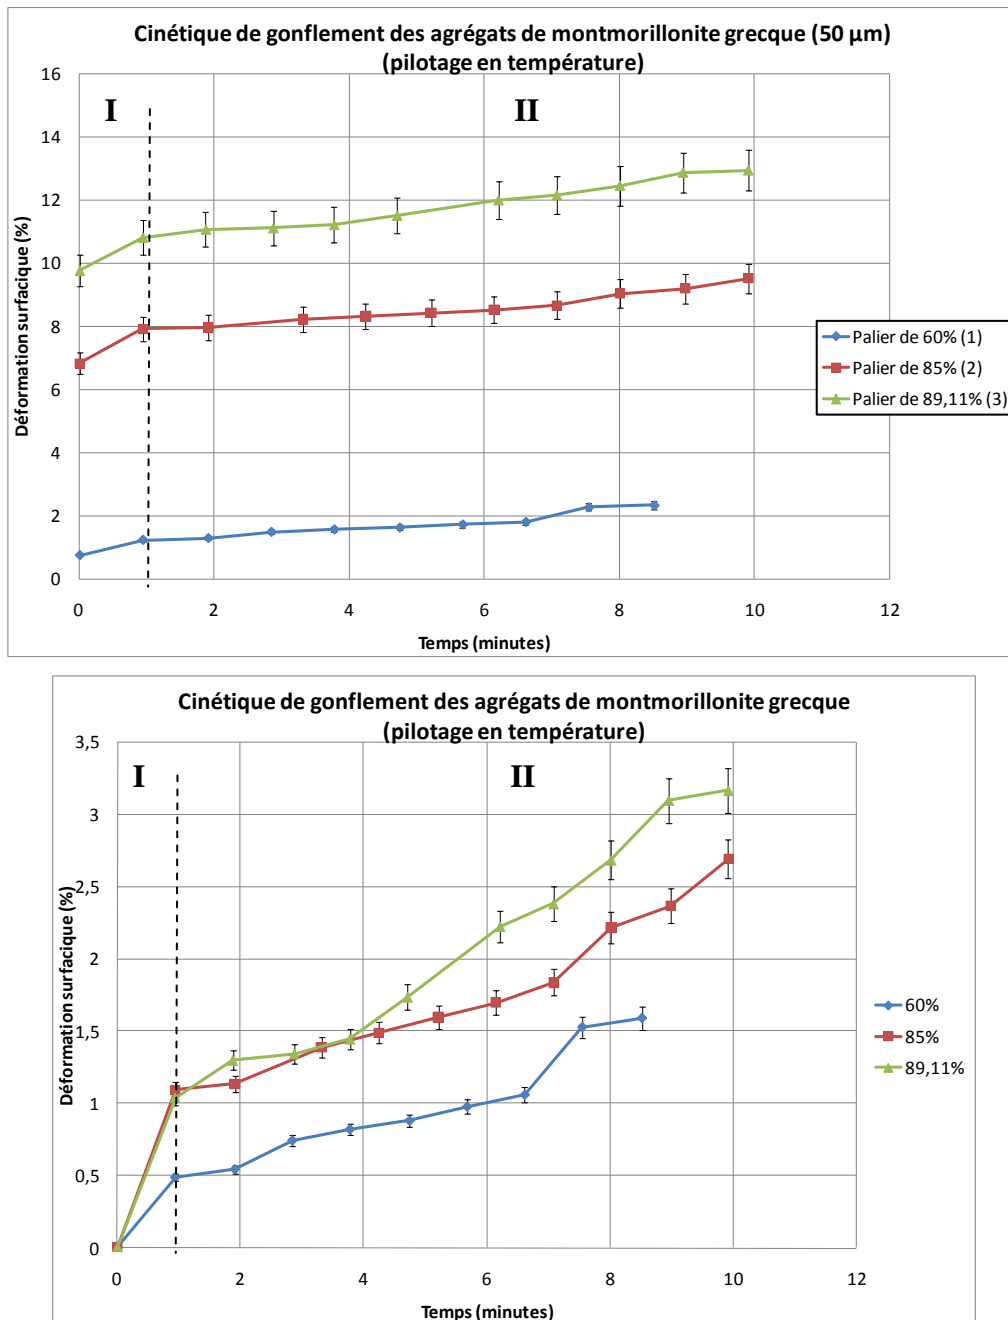 Cinétique de gonflement des agrégats de montmorillonite grecque (50 µm)
(pilotage en température)
16
14
12
10
8
6
4
2
0
I
II
Déformation surfacique (%)
0 2 4 6 8 10 12
Temps (minutes)
Palier de 60% (1)
Palier de 85% (2)
Palier de 89,11% (3)
Cinétique de gonflement des agrégats de montmorillonite grecque
(pilotage en température)
3,5
3
2,5
2
1,5
1
0,5
0
I
II
Déformation surfacique (%)
0 2 4 6 8 10 12
Temps (minutes)
60%
85%
89,11%